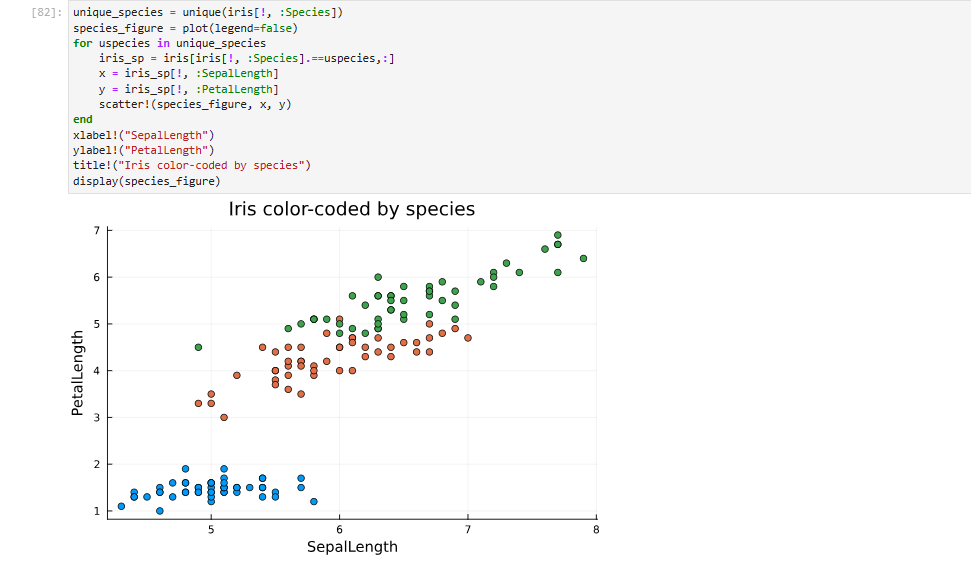 [82]: unique_species = unique(iris[!, :Species])
species_figure = plot(legend=false)
for uspecies in unique_species
    iris_sp = iris[iris[!, :Species].==uspecies,:]
    x = iris_sp[!, :SepalLength]
    y = iris_sp[!, :PetalLength]
    scatter!(species_figure, x, y)
end
xlabel!("SepalLength")
ylabel!("PetalLength")
title!("Iris color-coded by species")
display(species_figure)
Iris color-coded by species
PetalLength
7
6
5
4
3
2
1
5 6 7 8
SepalLength